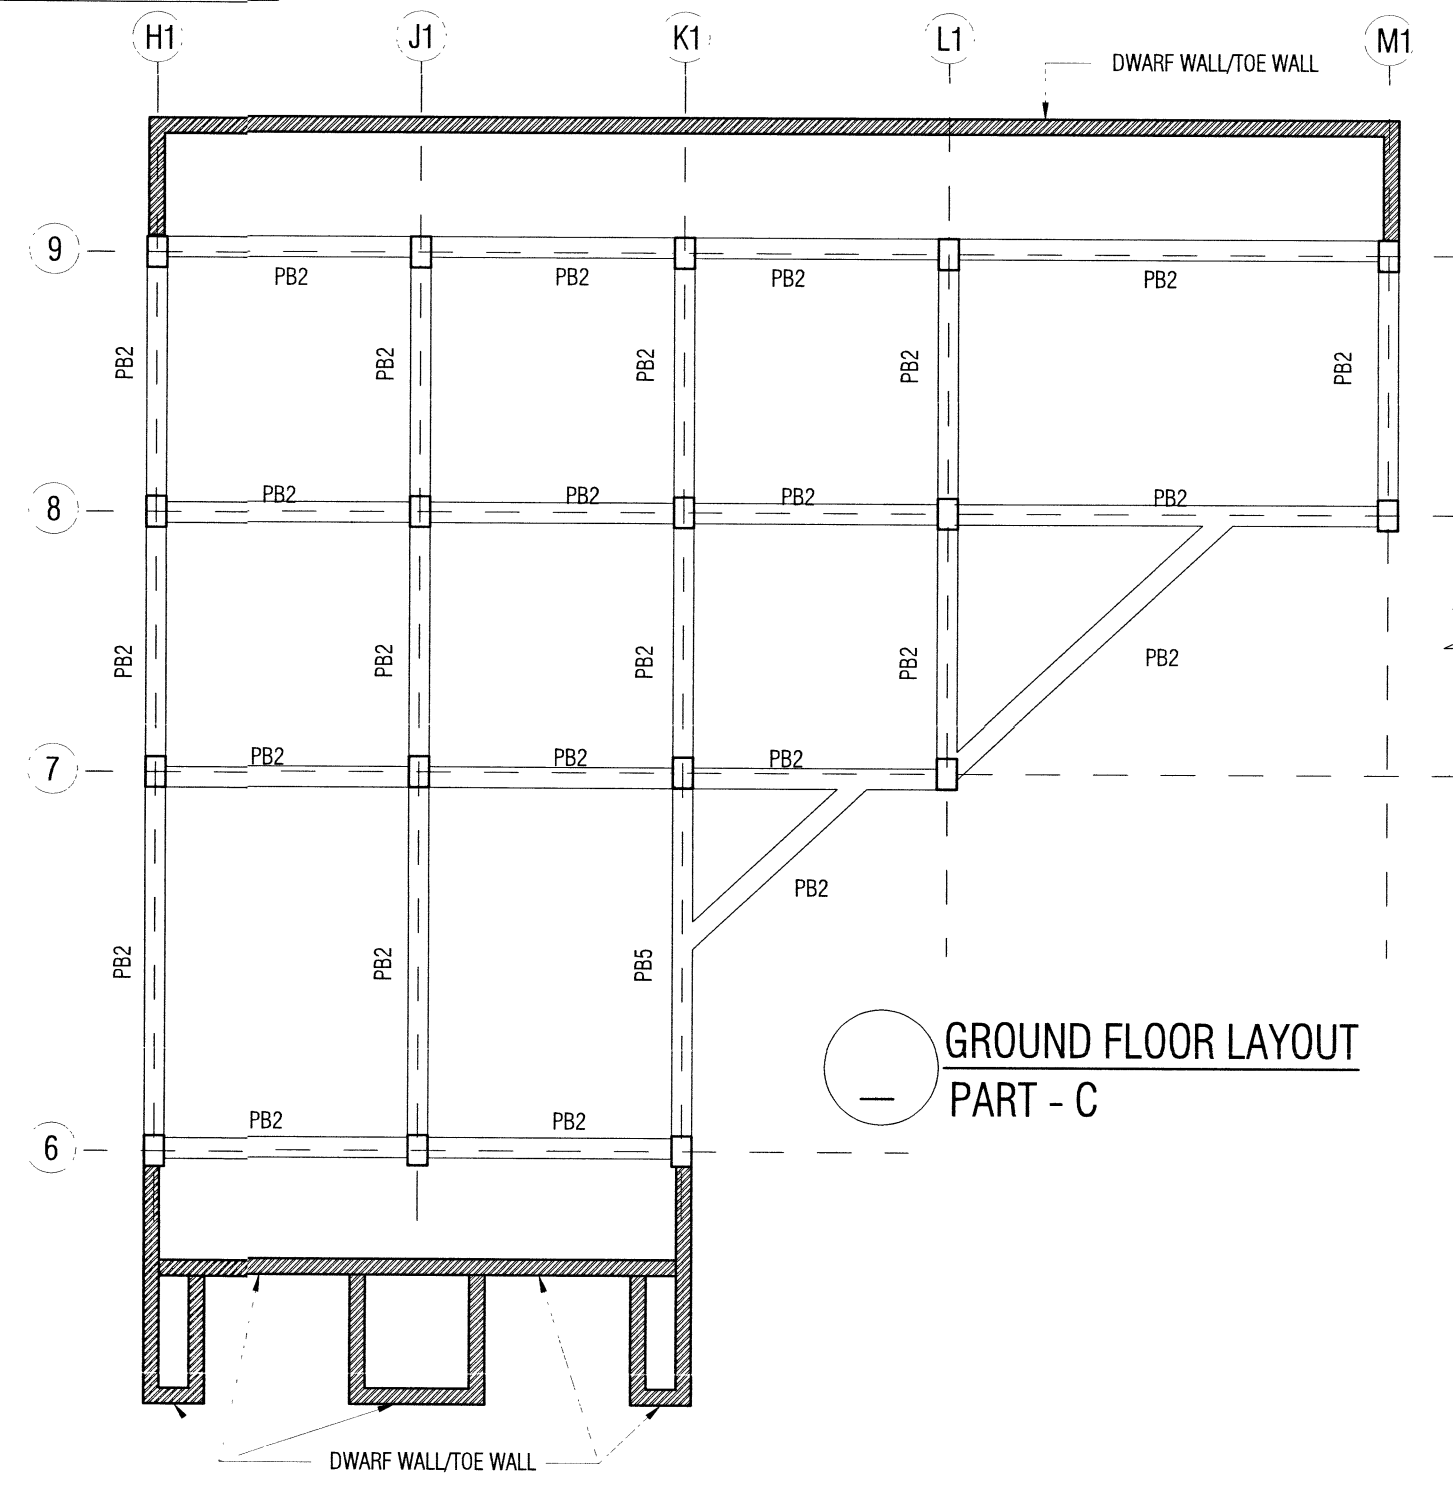 H1 J1 K1 L1 M1
DWARF WALL/TOE WALL
9
PB2 PB2 PB2 PB2
PB2 PB2 PB2 PB2 PB2
8
PB2 PB2 PB2 PB2
PB2 PB2 PB2 PB2 PB2
7
PB2 PB2 PB2
PB2
PB2 PB2 PB5
GROUND FLOOR LAYOUT
PART - C
6
PB2 PB2
DWARF WALL/TOE WALL